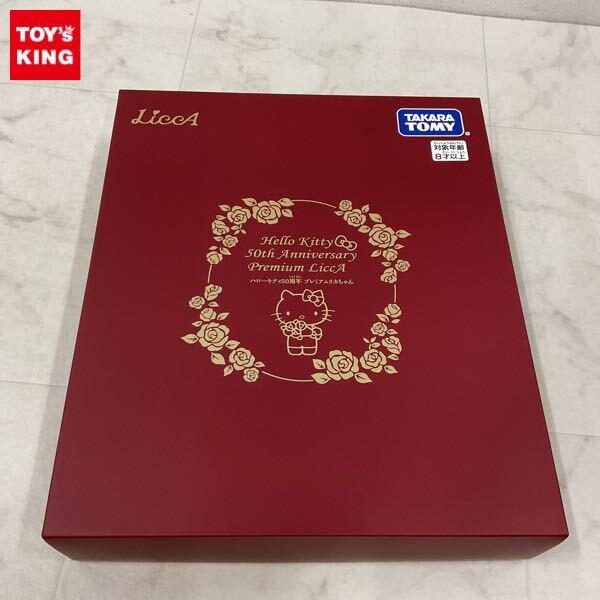 TOY's
KING
LiccA
TAKARA
TOMY
対象年齢
8才以上
Hello Kitty
50th Anniversary
Premium LiccA
ハローキティ50周年 プレミアムリカちゃん